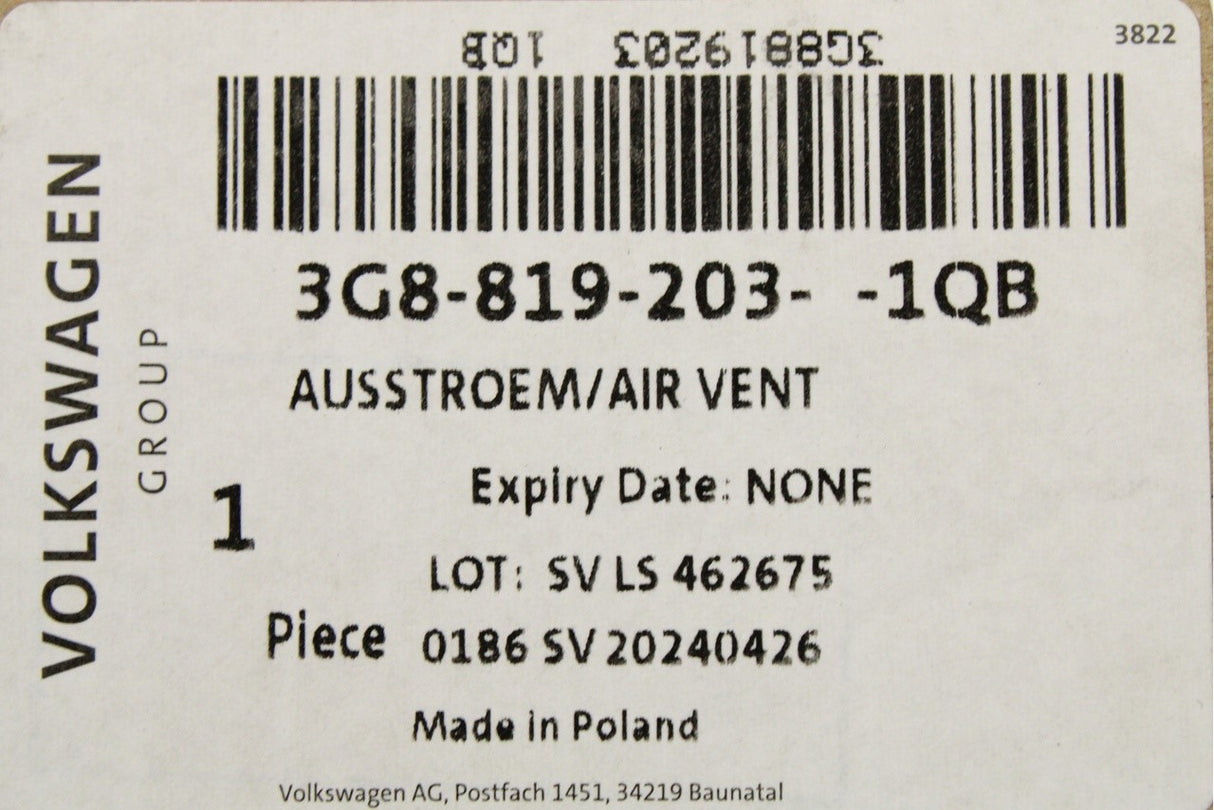 3822
3G8819203 1QB
VOLKSWAGEN
GROUP
3G8-819-203- -1QB
AUSSTROEM/AIR VENT
Expiry Date: NONE
1
LOT: SV LS 462675
Piece 0186 SV 20240426
Made in Poland
Volkswagen AG, Postfach 1451, 34219 Baunatal